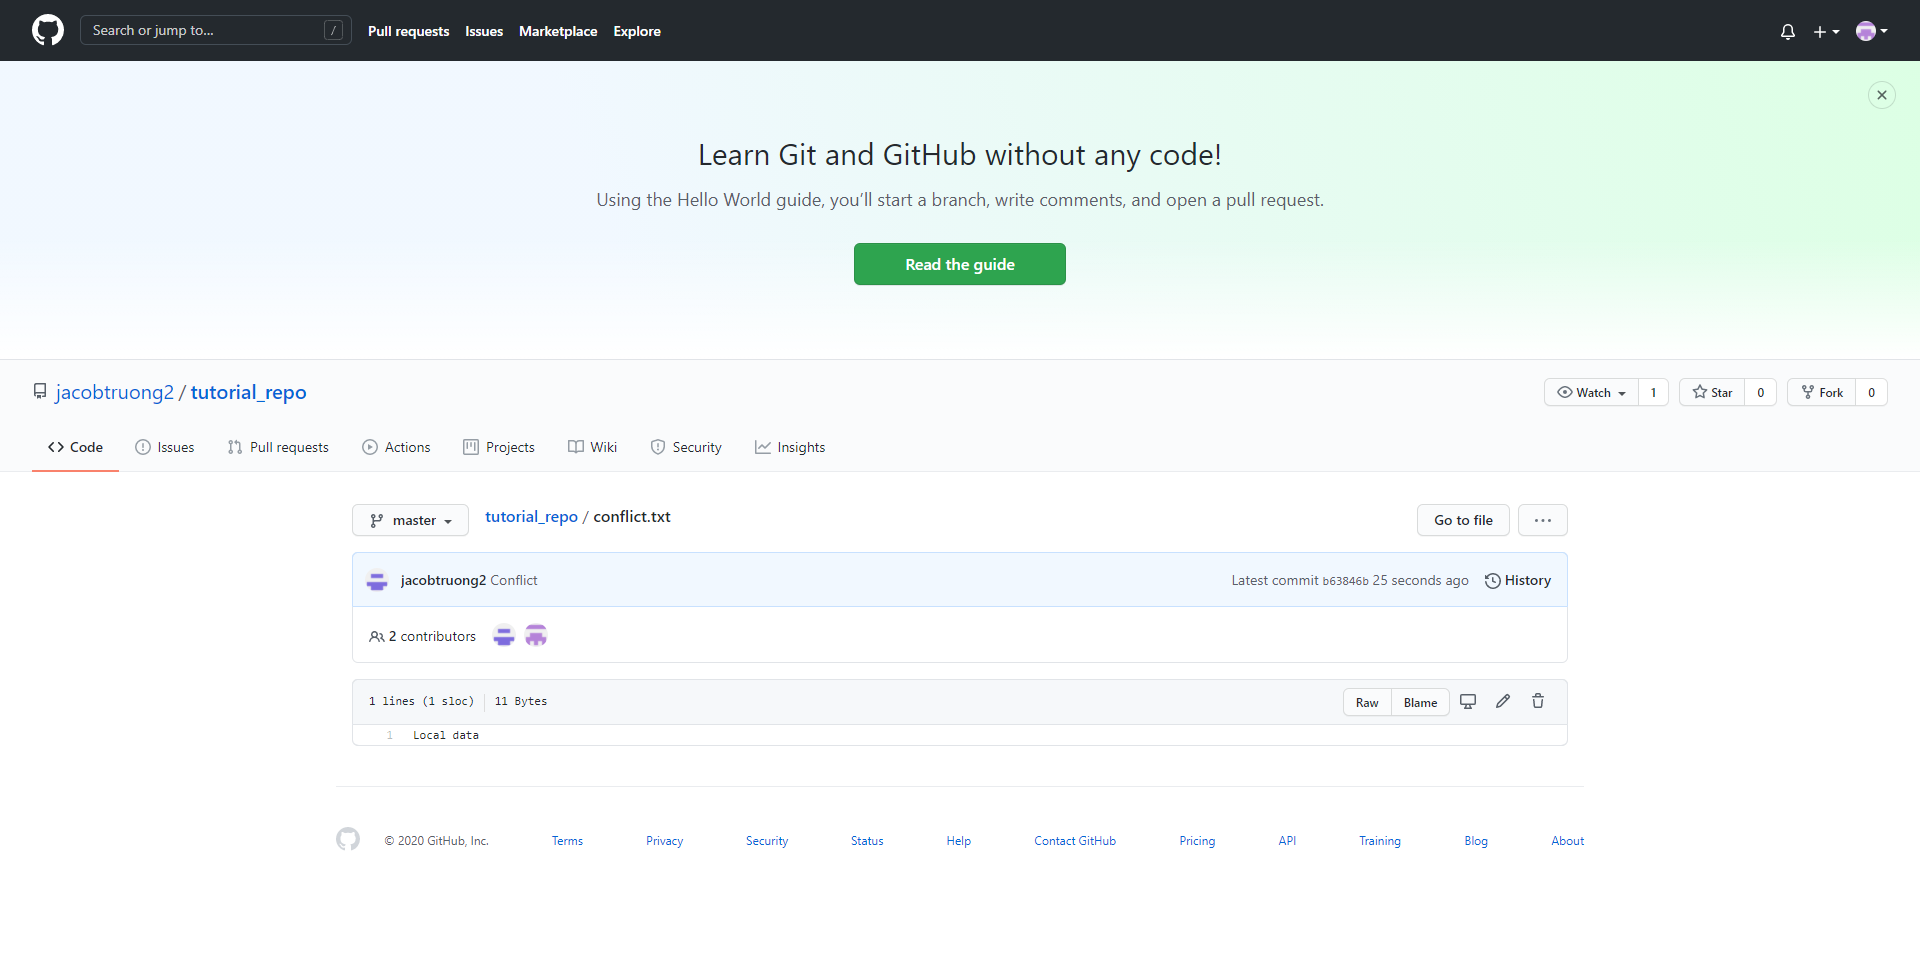 Search or jump to... /
Pull requests Issues Marketplace Explore
Learn Git and GitHub without any code!
Using the Hello World guide, you’ll start a branch, write comments, and open a pull request.
Read the guide
jacobtruong2 / tutorial_repo
Watch 1 Star 0 Fork 0
Code Issues Pull requests Actions Projects Wiki Security Insights
master tutorial_repo / conflict.txt Go to file ...
jacobtruong2 Conflict Latest commit b63846b 25 seconds ago History
2 contributors
1 lines (1 sloc) 11 Bytes Raw Blame
1 Local data
© 2020 GitHub, Inc. Terms Privacy Security Status Help Contact GitHub Pricing API Training Blog About